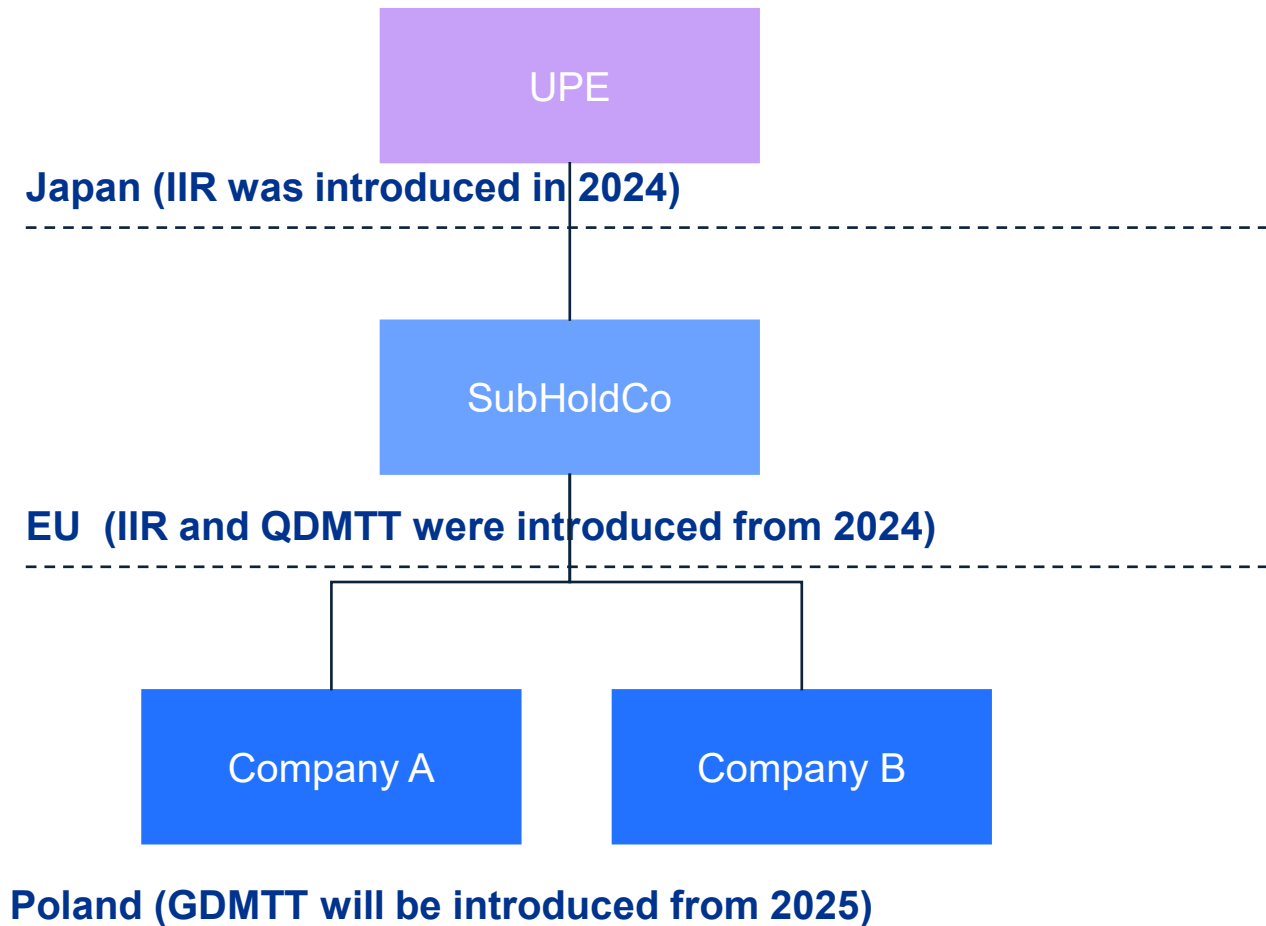 UPE
Japan (IIR was introduced in 2024)
SubHoldCo
EU  (IIR and QDMTT were introduced from 2024)
Company A
Company B
Poland (GDMTT will be introduced from 2025)